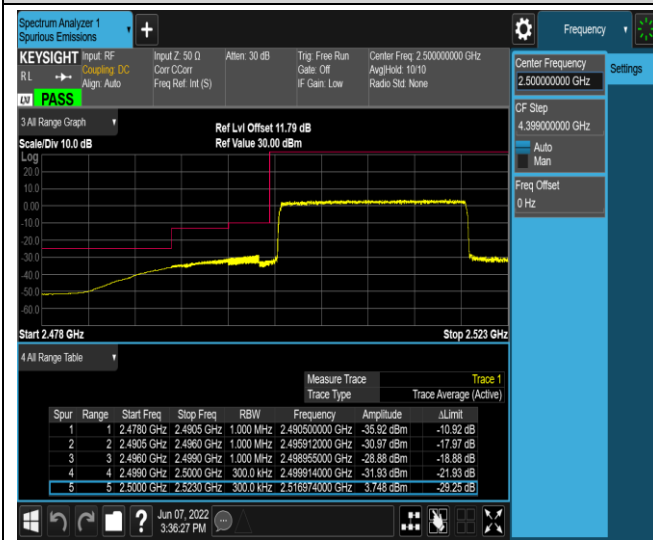 Spectrum Analyzer 1
Spurious Emissions
Frequency
KEYSIGHT Input: RF Input Z: 50 Ω Atten: 30 dB Trig: Free Run Center Freq: 2.500000000 GHz
R L Coupling: DC Corr CCorr Gate: Off Avg|Hold: 10/10
Align: Auto Freq Ref: Int (S) IF Gain: Low Radio Std: None
LXI PASS
Center Frequency
2.500000000 GHz
Settings
CF Step
4.399000000 GHz
Auto
Man
Freq Offset
0 Hz
3 All Range Graph
Ref Lvl Offset 11.79 dB
Scale/Div 10.0 dB Ref Value 30.00 dBm
Log
20.0
10.0
0.00
-10.0
-20.0
-30.0
-40.0
-50.0
-60.0
Start 2.478 GHz Stop 2.523 GHz
4 All Range Table
Measure Trace Trace 1
Trace Type Trace Average (Active)
Spur Range Start Freq Stop Freq RBW Frequency Amplitude ΔLimit
1 1 2.4780 GHz 2.4905 GHz 1.000 MHz 2.490500000 GHz -35.92 dBm -10.92 dB
2 2 2.4905 GHz 2.4960 GHz 1.000 MHz 2.495912000 GHz -30.97 dBm -17.97 dB
3 3 2.4960 GHz 2.4990 GHz 1.000 MHz 2.498955000 GHz -28.88 dBm -18.88 dB
4 4 2.4990 GHz 2.5000 GHz 300.0 kHz 2.499914000 GHz -31.93 dBm -21.93 dB
5 5 2.5000 GHz 2.5230 GHz 300.0 kHz 2.516974000 GHz 3.748 dBm -29.25 dB
? Jun 07, 2022
3:36:27 PM